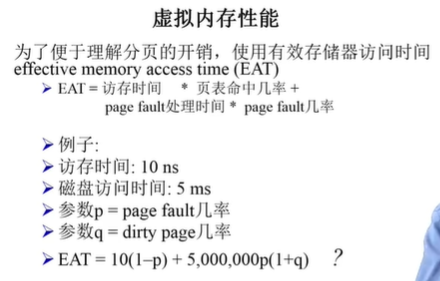 虚拟内存性能
为了便于理解分页的开销，使用有效存储器访问时间
effective memory access time (EAT)
➢ EAT = 访存时间 * 页表命中几率 +
page fault处理时间 * page fault几率
➢ 例子:
➢ 访存时间: 10 ns
➢ 磁盘访问时间: 5 ms
➢ 参数p = page fault几率
➢ 参数q = dirty page几率
➢ EAT = 10(1–p) + 5,000,000p(1+q) ?